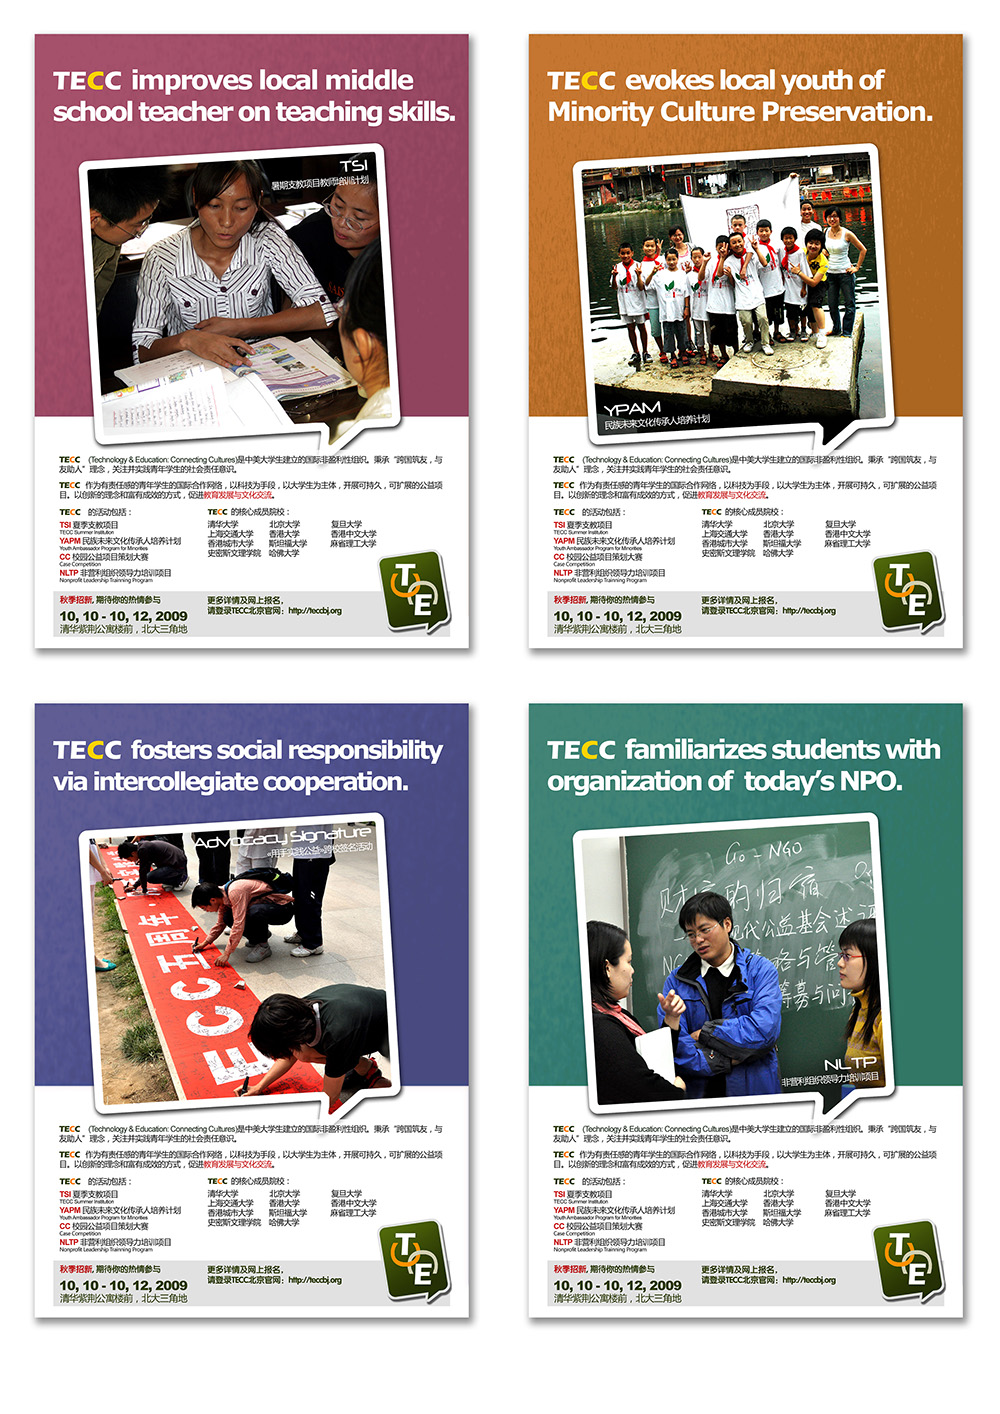 TECC improves local middle
school teacher on teaching skills.
TSI
暑期支教项目教师培训计划
TECC (Technology & Education: Connecting Cultures)是中美大学生建立的国际非盈利性组织。秉承“跨国筑友，与
友助人”理念，关注并实践青年学生的社会责任意识。
TECC 作为有责任感的青年学生的国际合作网络，以科技为手段，以大学生为主体，开展可持久，可扩展的公益项
目。以创新的理念和富有成效的方式，促进教育发展与文化交流。
TECC 的活动包括：
TSI 夏季支教项目
TECC Summer Institution
YAPM 民族未来文化传承人培养计划
Youth Ambassador Program for Minorities
CC 校园公益项目策划大赛
Case Competition
NLTP 非营利组织领导力培训项目
Nonprofit Leadership Trainning Program
TECC 的核心成员院校：
清华大学 北京大学 复旦大学
上海交通大学 香港大学 香港中文大学
香港城市大学 斯坦福大学 麻省理工大学
史密斯文理学院 哈佛大学
秋季招新, 期待你的热情参与
10, 10 - 10, 12, 2009
清华紫荆公寓楼前，北大三角地
更多详情及网上报名，
请登录TECC北京官网：http://teccbj.org
T E
TECC evokes local youth of
Minority Culture Preservation.
YPAM
民族未来文化传承人培养计划
TECC (Technology & Education: Connecting Cultures)是中美大学生建立的国际非盈利性组织。秉承“跨国筑友，与
友助人”理念，关注并实践青年学生的社会责任意识。
TECC 作为有责任感的青年学生的国际合作网络，以科技为手段，以大学生为主体，开展可持久，可扩展的公益项
目。以创新的理念和富有成效的方式，促进教育发展与文化交流。
TECC 的活动包括：
TSI 夏季支教项目
TECC Summer Institution
YAPM 民族未来文化传承人培养计划
Youth Ambassador Program for Minorities
CC 校园公益项目策划大赛
Case Competition
NLTP 非营利组织领导力培训项目
Nonprofit Leadership Trainning Program
TECC 的核心成员院校：
清华大学 北京大学 复旦大学
上海交通大学 香港大学 香港中文大学
香港城市大学 斯坦福大学 麻省理工大学
史密斯文理学院 哈佛大学
秋季招新, 期待你的热情参与
10, 10 - 10, 12, 2009
清华紫荆公寓楼前，北大三角地
更多详情及网上报名，
请登录TECC北京官网：http://teccbj.org
T E
TECC fosters social responsibility
via intercollegiate cooperation.
Advocacy Signature
“用手实践公益”跨校签名活动
ECC五周年
TECC (Technology & Education: Connecting Cultures)是中美大学生建立的国际非盈利性组织。秉承“跨国筑友，与
友助人”理念，关注并实践青年学生的社会责任意识。
TECC 作为有责任感的青年学生的国际合作网络，以科技为手段，以大学生为主体，开展可持久，可扩展的公益项
目。以创新的理念和富有成效的方式，促进教育发展与文化交流。
TECC 的活动包括：
TSI 夏季支教项目
TECC Summer Institution
YAPM 民族未来文化传承人培养计划
Youth Ambassador Program for Minorities
CC 校园公益项目策划大赛
Case Competition
NLTP 非营利组织领导力培训项目
Nonprofit Leadership Trainning Program
TECC 的核心成员院校：
清华大学 北京大学 复旦大学
上海交通大学 香港大学 香港中文大学
香港城市大学 斯坦福大学 麻省理工大学
史密斯文理学院 哈佛大学
秋季招新, 期待你的热情参与
10, 10 - 10, 12, 2009
清华紫荆公寓楼前，北大三角地
更多详情及网上报名，
请登录TECC北京官网：http://teccbj.org
T E
TECC familiarizes students with
organization of today’s NPO.
Go - NGO
财富的归宿
现代公益基金会述评
NLTP
非营利组织领导力培训项目
TECC (Technology & Education: Connecting Cultures)是中美大学生建立的国际非盈利性组织。秉承“跨国筑友，与
友助人”理念，关注并实践青年学生的社会责任意识。
TECC 作为有责任感的青年学生的国际合作网络，以科技为手段，以大学生为主体，开展可持久，可扩展的公益项
目。以创新的理念和富有成效的方式，促进教育发展与文化交流。
TECC 的活动包括：
TSI 夏季支教项目
TECC Summer Institution
YAPM 民族未来文化传承人培养计划
Youth Ambassador Program for Minorities
CC 校园公益项目策划大赛
Case Competition
NLTP 非营利组织领导力培训项目
Nonprofit Leadership Trainning Program
TECC 的核心成员院校：
清华大学 北京大学 复旦大学
上海交通大学 香港大学 香港中文大学
香港城市大学 斯坦福大学 麻省理工大学
史密斯文理学院 哈佛大学
秋季招新, 期待你的热情参与
10, 10 - 10, 12, 2009
清华紫荆公寓楼前，北大三角地
更多详情及网上报名，
请登录TECC北京官网：http://teccbj.org
T E